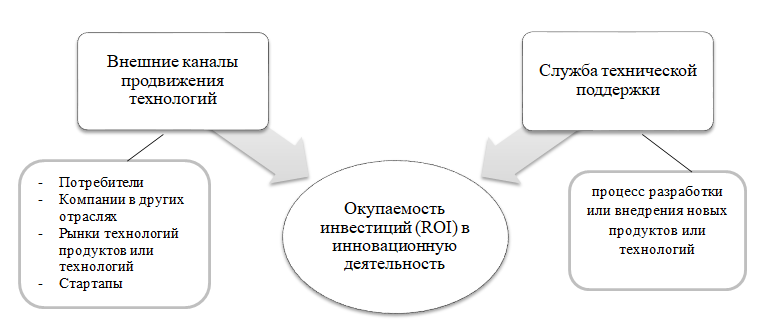 Внешние каналы
продвижения
технологий
Служба технической
поддержки
- Потребители
- Компании в других
отраслях
- Рынки технологий
продуктов или
технологий
- Стартапы
Окупаемость
инвестиций (ROI) в
инновационную
деятельность
процесс разработки
или внедрения новых
продуктов или
технологий